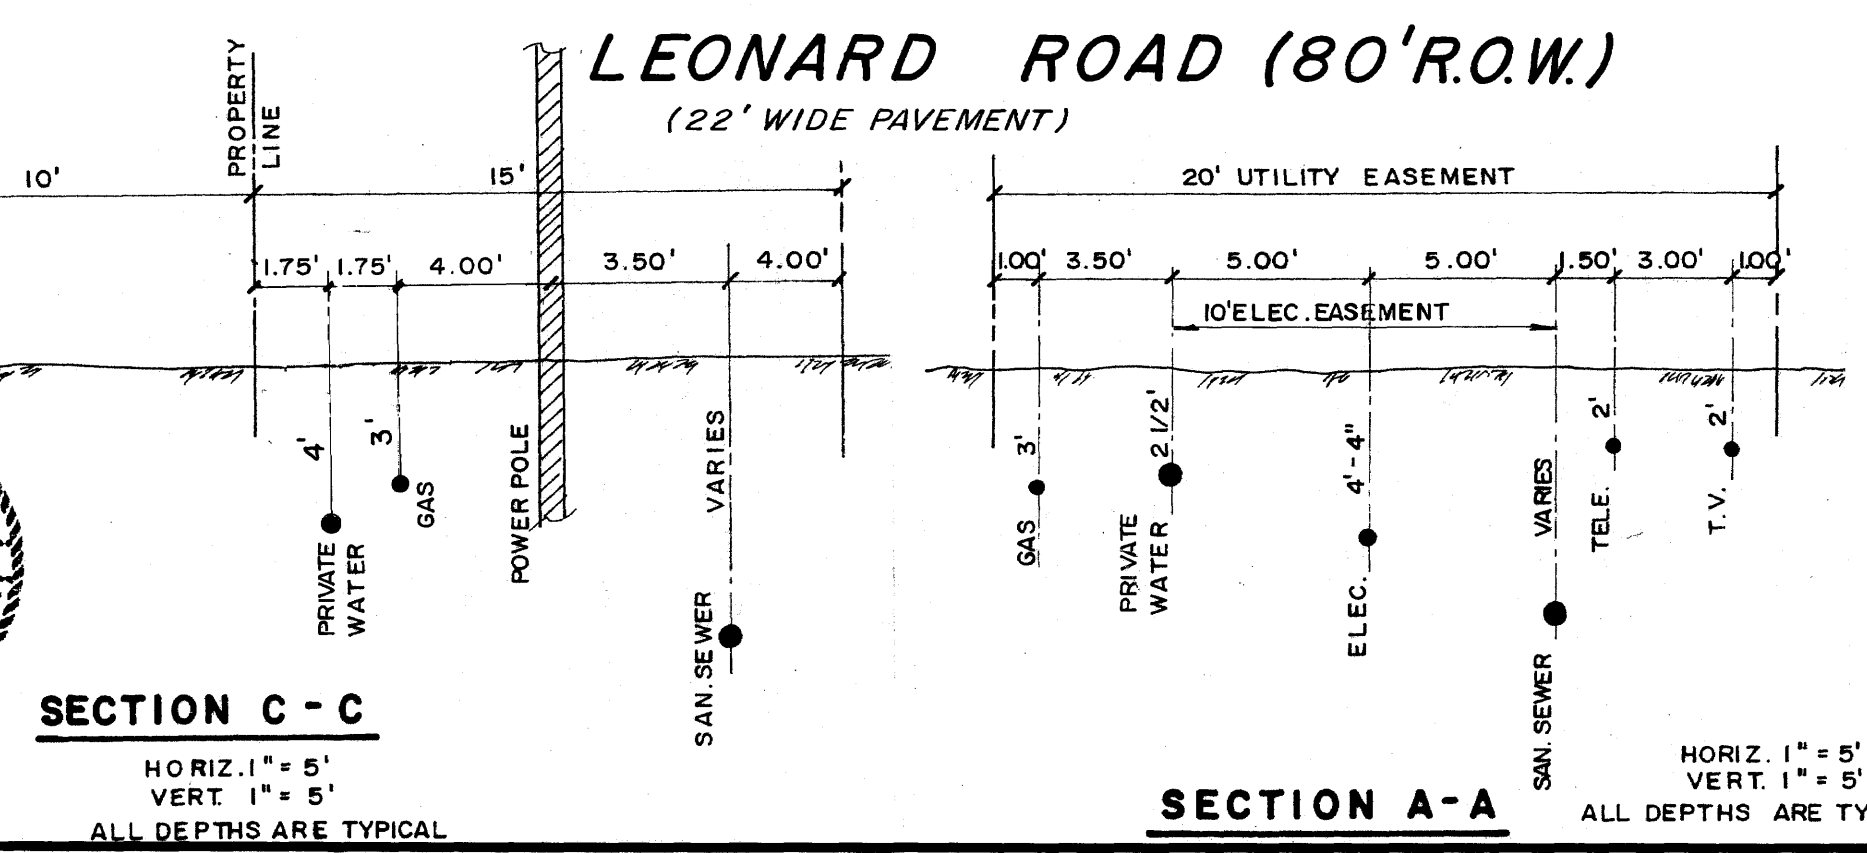 LEONARD ROAD (80'R.O.W.)
(22' WIDE PAVEMENT)
PROPERTY
LINE
10'
15'
1.75'
1.75'
4.00'
3.50'
4.00'
4'
3'
PRIVATE
WATER
GAS
POWER POLE
VARIES
SAN. SEWER
SECTION C - C
HORIZ. 1" = 5'
VERT. 1" = 5'
ALL DEPTHS ARE TYPICAL
20' UTILITY EASEMENT
1.00'
3.50'
5.00'
5.00'
1.50'
3.00'
1.00'
10' ELEC. EASEMENT
3'
GAS
2 1/2'
PRIVATE
WATER
4'-4"
ELEC.
VARIES
SAN. SEWER
2'
TELE.
2'
T.V.
SECTION A-A
HORIZ. 1" = 5'
VERT. 1" = 5'
ALL DEPTHS ARE TY